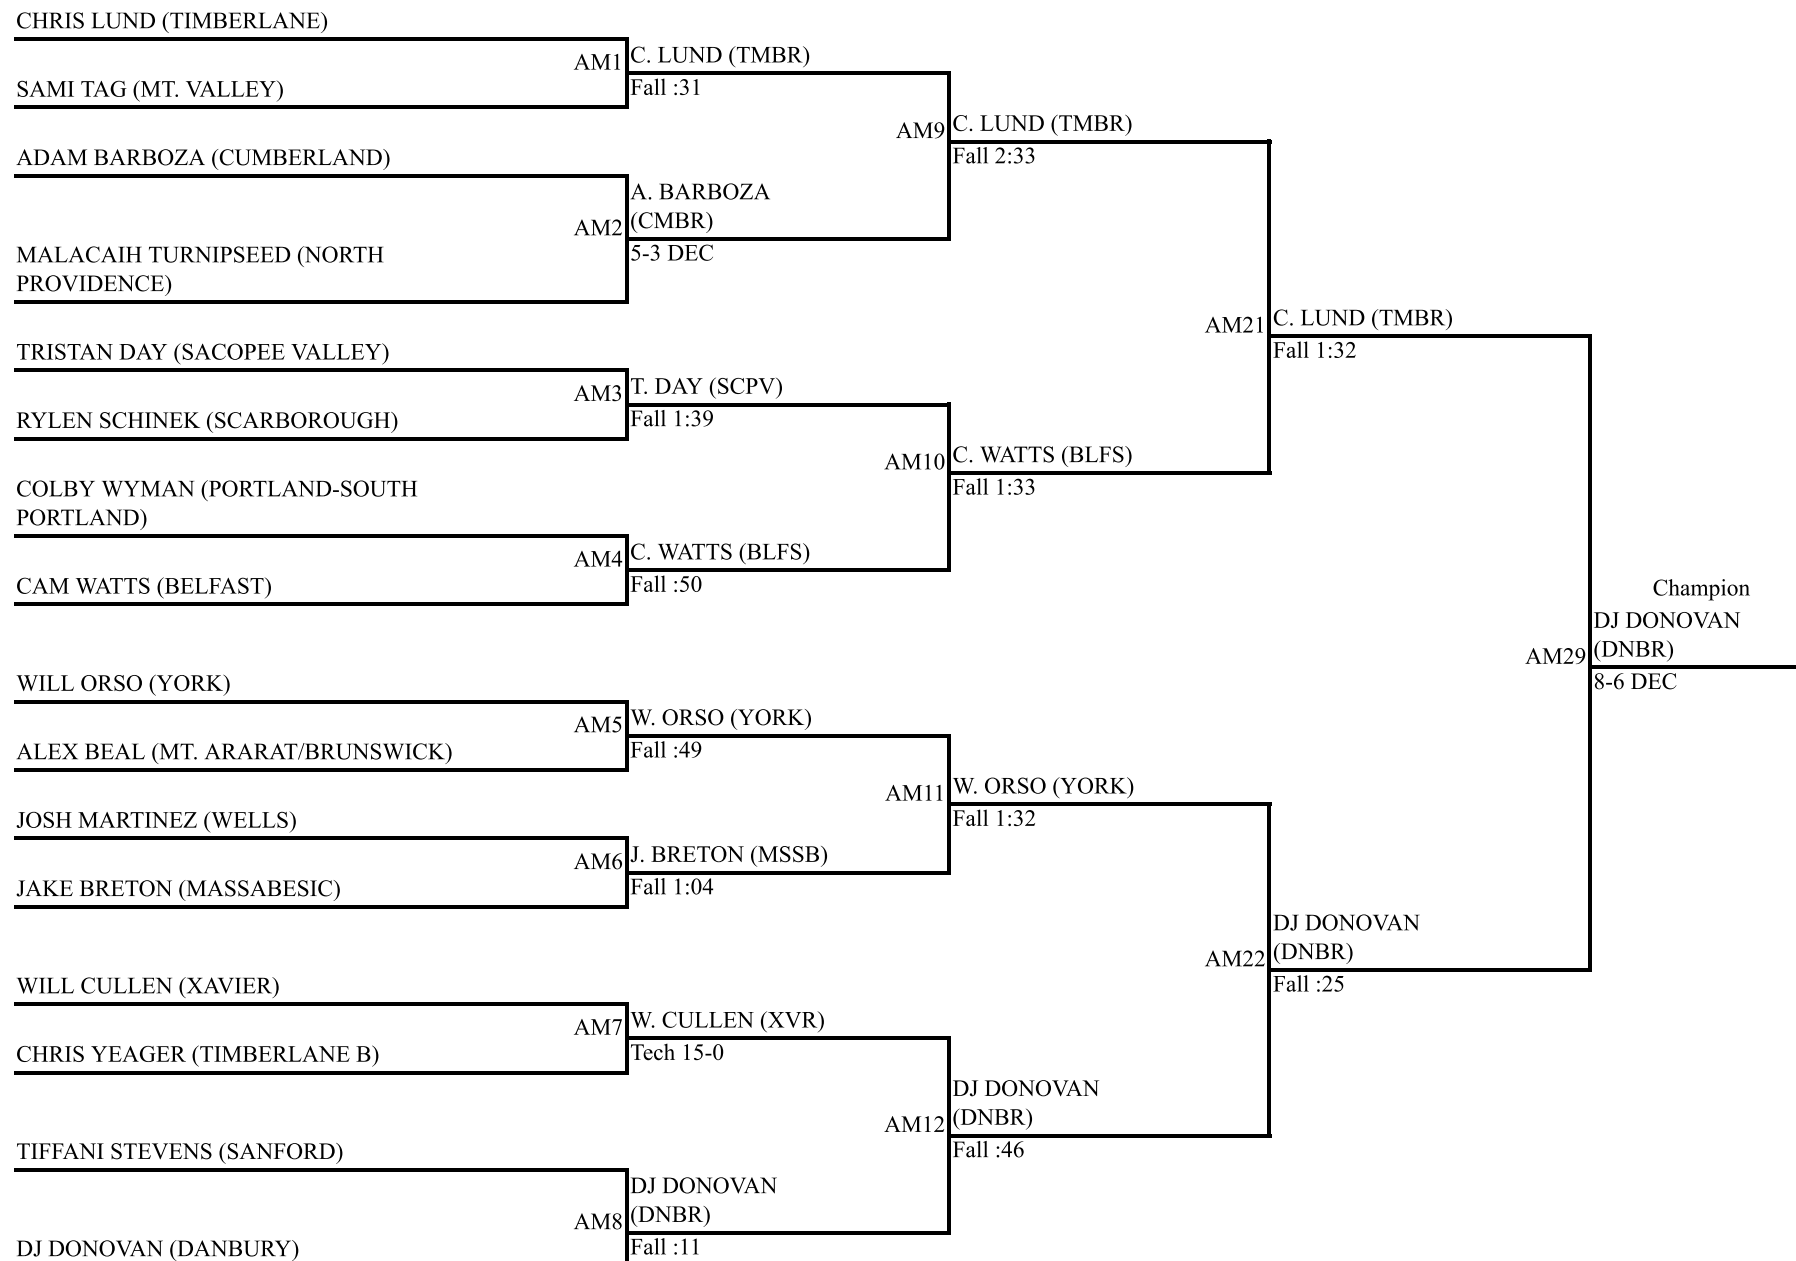 CHRIS LUND (TIMBERLANE)
AM1
C. LUND (TMBR)
Fall :31
SAMI TAG (MT. VALLEY)
AM9
C. LUND (TMBR)
Fall 2:33
ADAM BARBOZA (CUMBERLAND)
AM2
A. BARBOZA
(CMBR)
5-3 DEC
MALACAIH TURNIPSEED (NORTH
PROVIDENCE)
AM21
C. LUND (TMBR)
Fall 1:32
TRISTAN DAY (SACOPEE VALLEY)
AM3
T. DAY (SCPV)
Fall 1:39
RYLEN SCHINEK (SCARBOROUGH)
AM10
C. WATTS (BLFS)
Fall 1:33
COLBY WYMAN (PORTLAND-SOUTH
PORTLAND)
AM4
C. WATTS (BLFS)
Fall :50
CAM WATTS (BELFAST)
Champion
AM29
DJ DONOVAN
(DNBR)
8-6 DEC
WILL ORSO (YORK)
AM5
W. ORSO (YORK)
Fall :49
ALEX BEAL (MT. ARARAT/BRUNSWICK)
AM11
W. ORSO (YORK)
Fall 1:32
JOSH MARTINEZ (WELLS)
AM6
J. BRETON (MSSB)
Fall 1:04
JAKE BRETON (MASSABESIC)
AM22
DJ DONOVAN
(DNBR)
Fall :25
WILL CULLEN (XAVIER)
AM7
W. CULLEN (XVR)
Tech 15-0
CHRIS YEAGER (TIMBERLANE B)
AM12
DJ DONOVAN
(DNBR)
Fall :46
TIFFANI STEVENS (SANFORD)
AM8
DJ DONOVAN
(DNBR)
Fall :11
DJ DONOVAN (DANBURY)